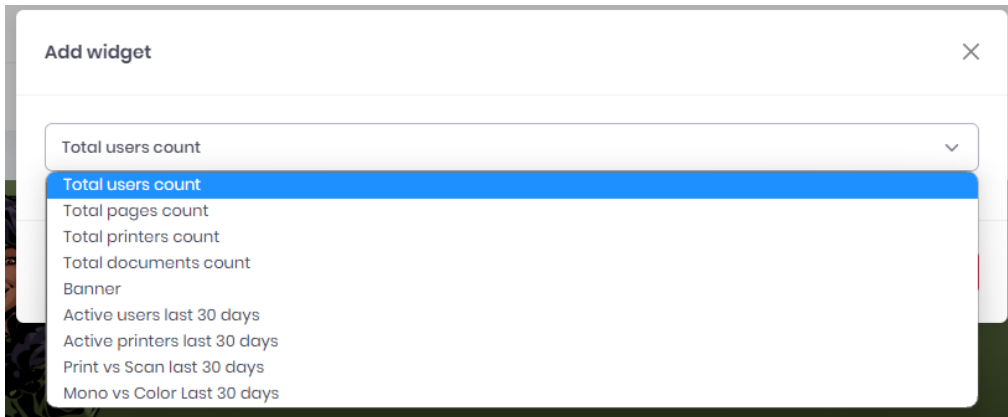 Add widget
Total users count
Total users count
Total pages count
Total printers count
Total documents count
Banner
Active users last 30 days
Active printers last 30 days
Print vs Scan last 30 days
Mono vs Color Last 30 days